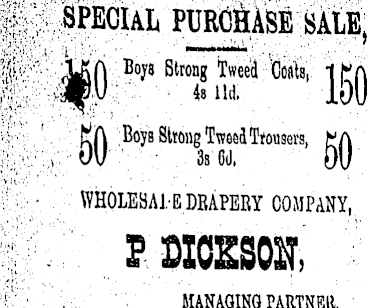 SPECIAL PURCHASE SALE,
150 Boys Strong Tweed Coats, 150
4s 11d.
50 Boys Strong Tweed Trousers, 50
3s 6d.
WHOLESALE DRAPERY COMPANY,
P DICKSON,
MANAGING PARTNER.